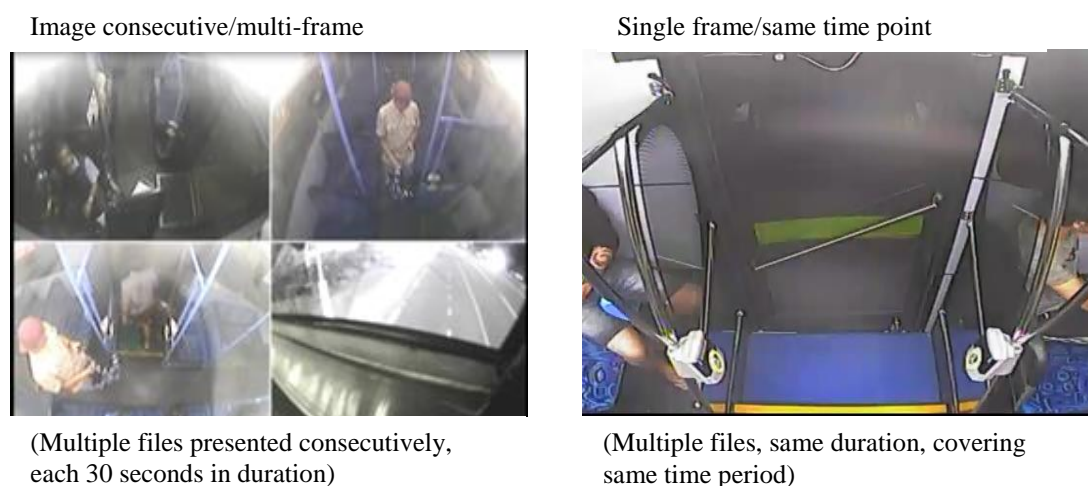 Image consecutive/multi-frame
Single frame/same time point
(Multiple files presented consecutively,
each 30 seconds in duration)
(Multiple files, same duration, covering
same time period)